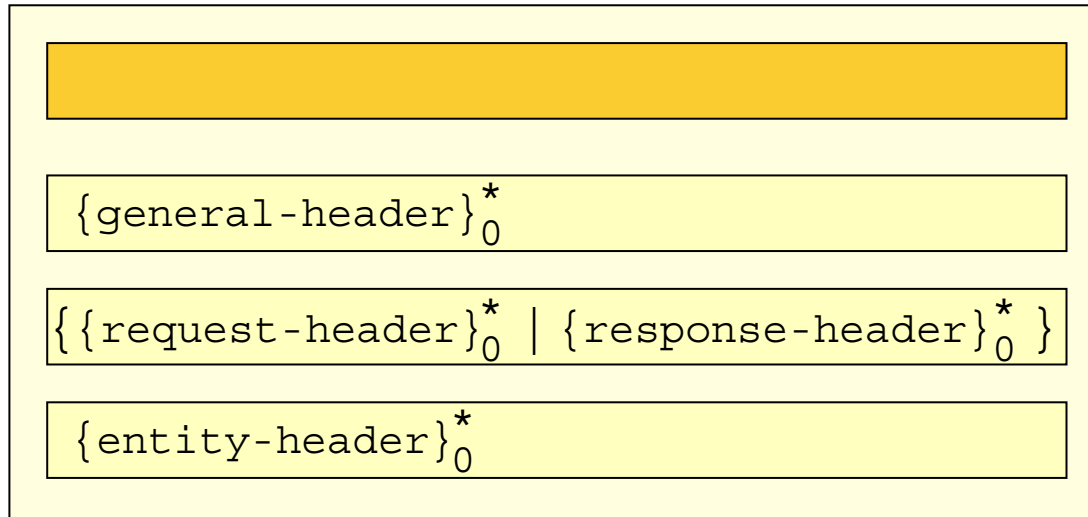 {general-header}*0
{{request-header}*0 | {response-header}*0 }
{entity-header}*0